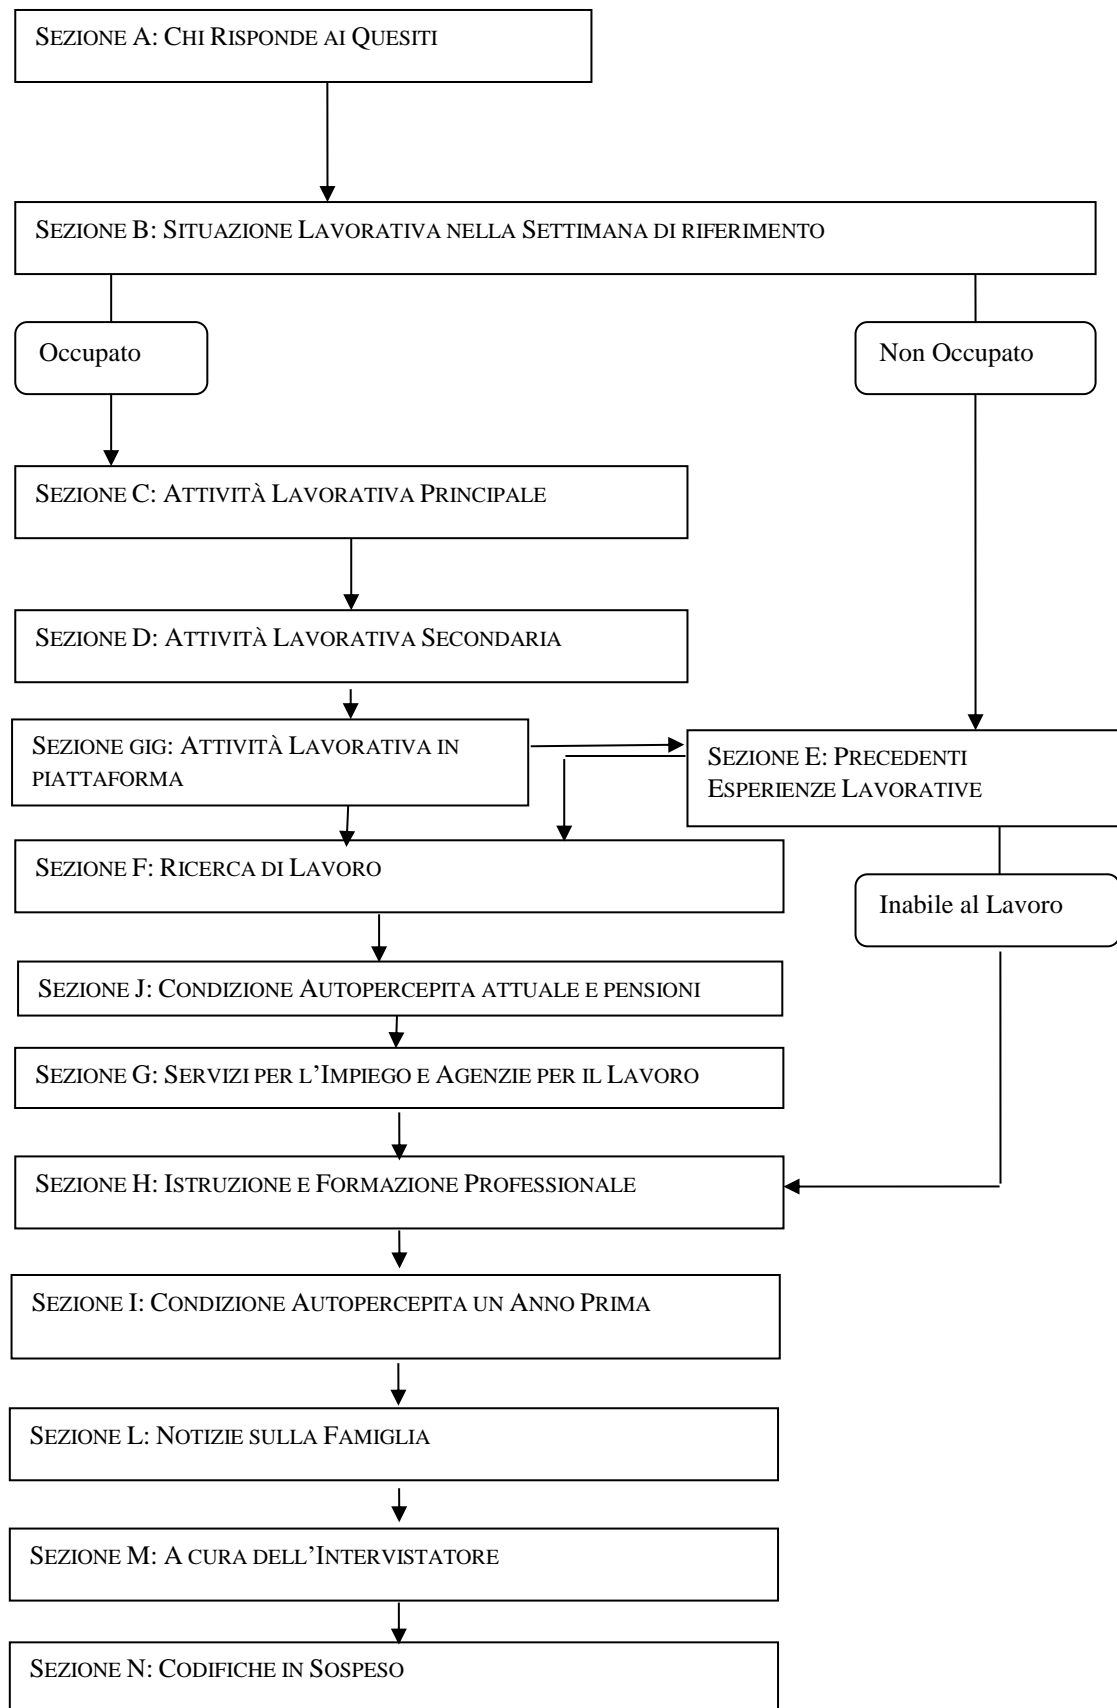 SEZIONE A: CHI RISPONDE AI QUESITI
SEZIONE B: SITUAZIONE LAVORATIVA NELLA SETTIMANA DI RIFERIMENTO
Occupato
Non Occupato
SEZIONE C: ATTIVITÀ LAVORATIVA PRINCIPALE
SEZIONE D: ATTIVITÀ LAVORATIVA SECONDARIA
SEZIONE GIG: ATTIVITÀ LAVORATIVA IN
PIATTAFORMA
SEZIONE E: PRECEDENTI
ESPERIENZE LAVORATIVE
SEZIONE F: RICERCA DI LAVORO
Inabile al Lavoro
SEZIONE J: CONDIZIONE AUTOPERCEPITA ATTUALE E PENSIONI
SEZIONE G: SERVIZI PER L'IMPIEGO E AGENZIE PER IL LAVORO
SEZIONE H: ISTRUZIONE E FORMAZIONE PROFESSIONALE
SEZIONE I: CONDIZIONE AUTOPERCEPITA UN ANNO PRIMA
SEZIONE L: NOTIZIE SULLA FAMIGLIA
SEZIONE M: A CURA DELL'INTERVISTATORE
SEZIONE N: CODIFICHE IN SOSPESO